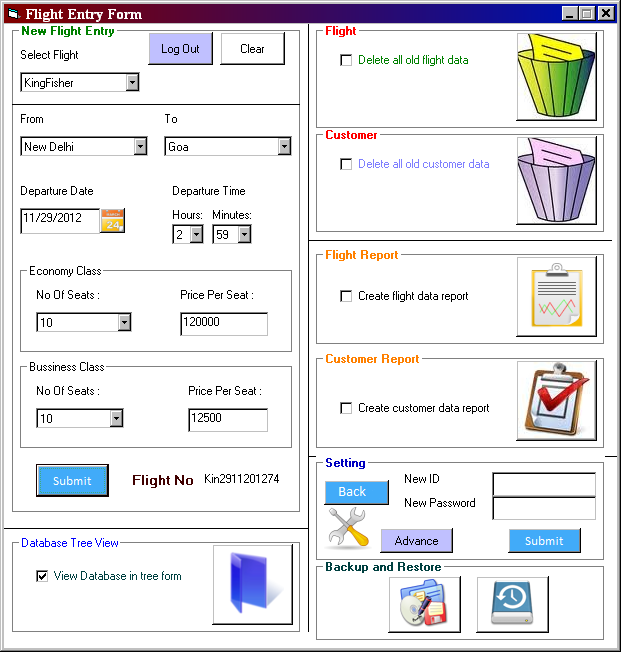 Flight Entry Form
New Flight Entry
Select Flight
Log Out
Clear
KingFisher
From
To
New Delhi
Goa
Departure Date
Departure Time
11/29/2012
24
Hours:
Minutes:
2
59
Economy Class
No Of Seats :
Price Per Seat :
10
120000
Bussiness Class
No Of Seats :
Price Per Seat :
10
12500
Submit
Flight No
Kin2911201274
Database Tree View
View Database in tree form
Flight
Delete all old flight data
Customer
Delete all old customer data
Flight Report
Create flight data report
Customer Report
Create customer data report
Setting
Back
New ID
New Password
Advance
Submit
Backup and Restore